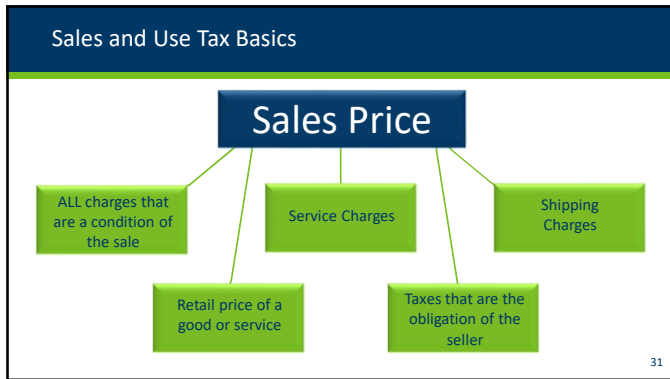 Sales and Use Tax Basics
Sales Price
ALL charges that
are a condition of
the sale
Service Charges
Shipping
Charges
Retail price of a
good or service
Taxes that are the
obligation of the
seller
31